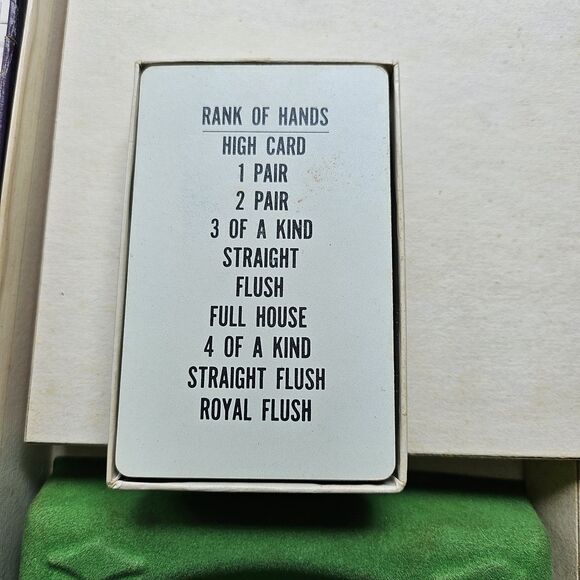 RANK OF HANDS
HIGH CARD
1 PAIR
2 PAIR
3 OF A KIND
STRAIGHT
FLUSH
FULL HOUSE
4 OF A KIND
STRAIGHT FLUSH
ROYAL FLUSH